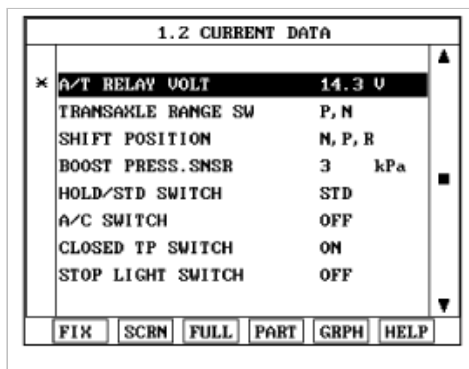 1.2 CURRENT DATA
* A/T RELAY VOLT 14.3 V
TRANSAXLE RANGE SW P,N
SHIFT POSITION N,P,R
BOOST PRESS.SNSR 3 kPa
HOLD/STD SWITCH STD
A/C SWITCH OFF
CLOSED TP SWITCH ON
STOP LIGHT SWITCH OFF
FIX SCRN FULL PART GRPH HELP